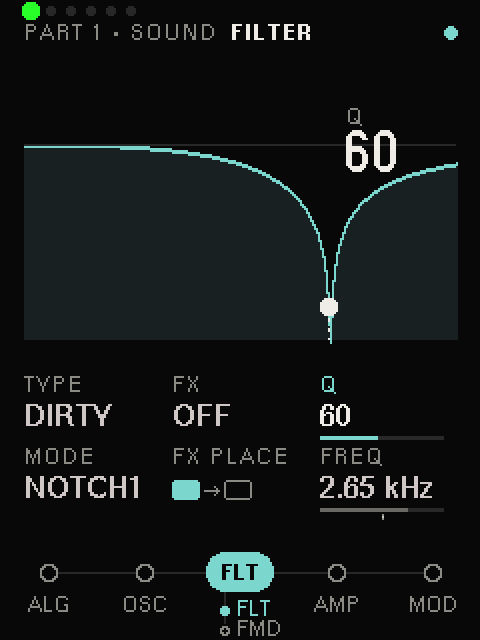 PART 1 · SOUND FILTER
Q
60
TYPE FX Q
DIRTY OFF 60
MODE FX PLACE FREQ
NOTCH1 → 2.65 kHz
FLT
ALG OSC FLT AMP MOD
FMD